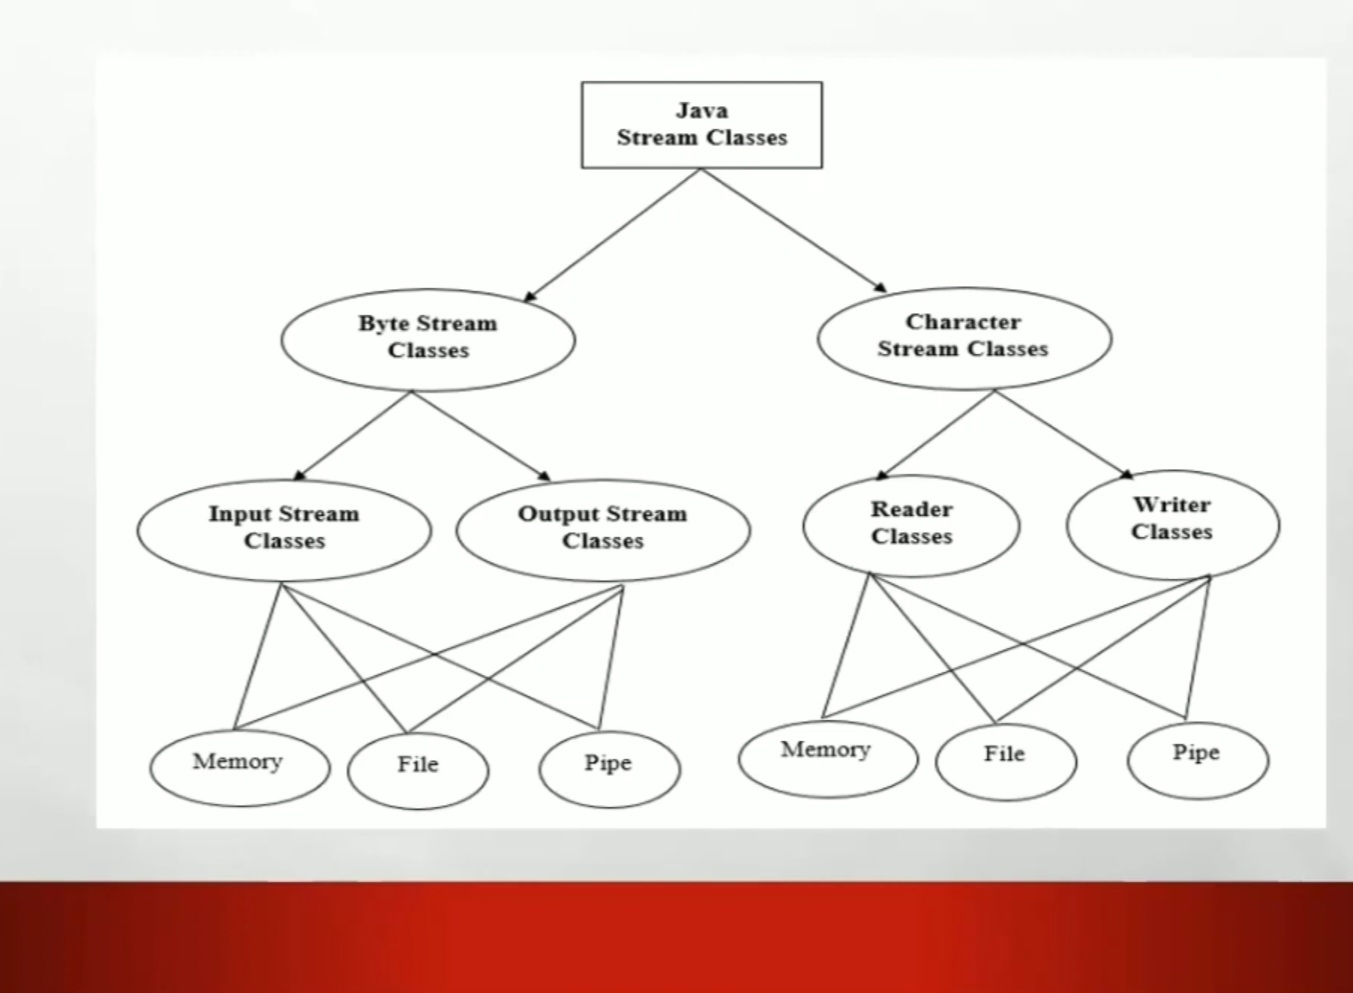 Java
Stream Classes
Byte Stream
Classes
Character
Stream Classes
Input Stream
Classes
Output Stream
Classes
Reader
Classes
Writer
Classes
Memory
File
Pipe
Memory
File
Pipe